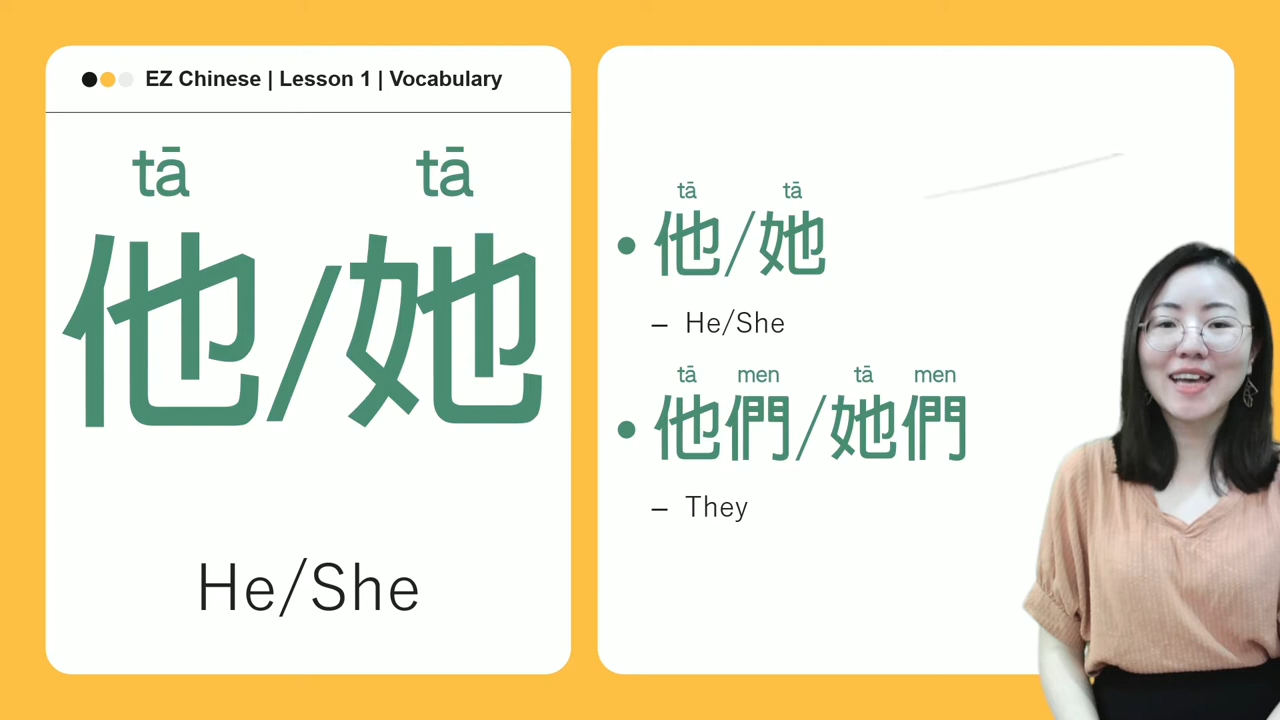 EZ Chinese | Lesson 1 | Vocabulary
tā tā
他/她
He/She
tā tā
他/她
– He/She
tā men tā men
他們/她們
– They